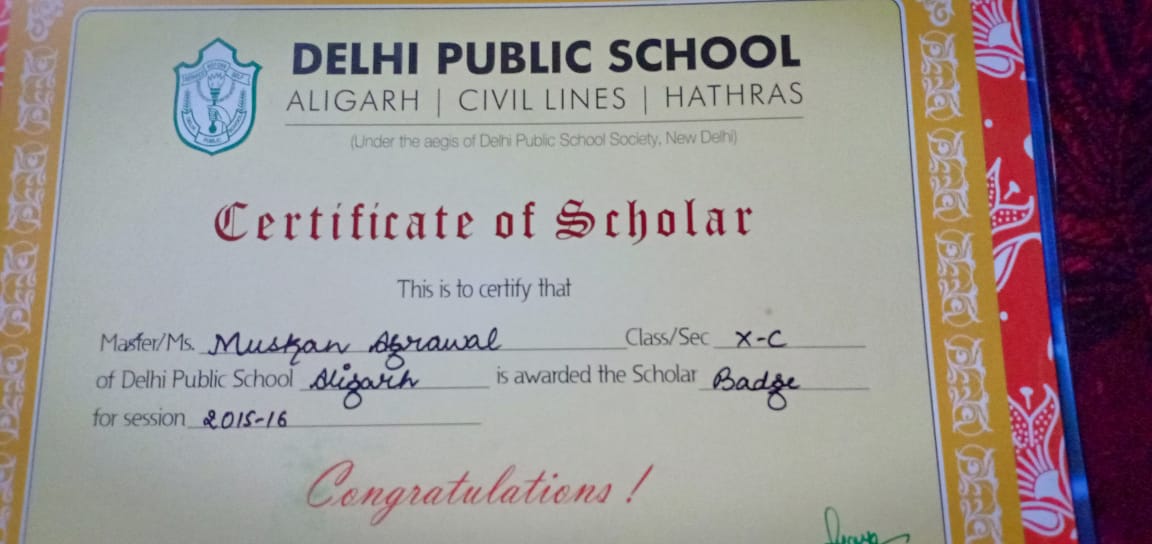 DELHI PUBLIC SCHOOL
ALIGARH | CIVIL LINES | HATHRAS
(Under the aegis of Delhi Public School Society, New Delhi)
Certificate of Scholar
This is to certify that
Master/Ms. Muskan Agrawal Class/Sec X-C
of Delhi Public School Aligarh is awarded the Scholar Badge
for session 2015-16
Congratulations !